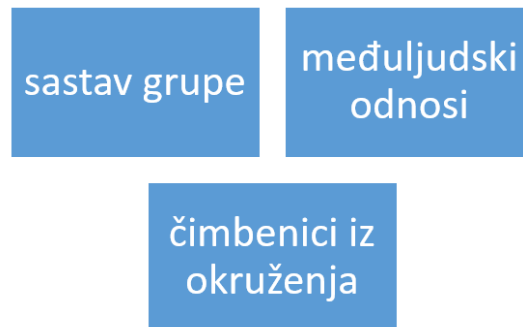 sastav grupe
međuljudski
odnosi
čimbenici iz
okruženja